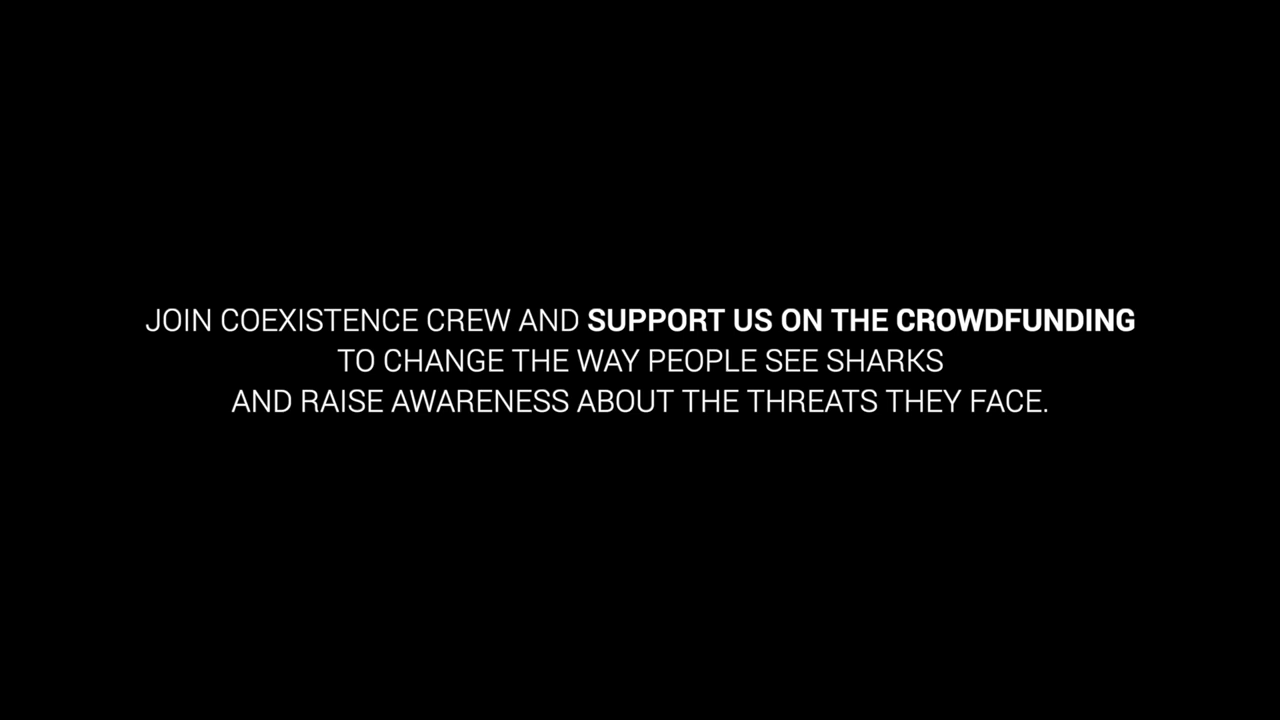 JOIN COEXISTENCE CREW AND SUPPORT US ON THE CROWDFUNDING
TO CHANGE THE WAY PEOPLE SEE SHARKS
AND RAISE AWARENESS ABOUT THE THREATS THEY FACE.